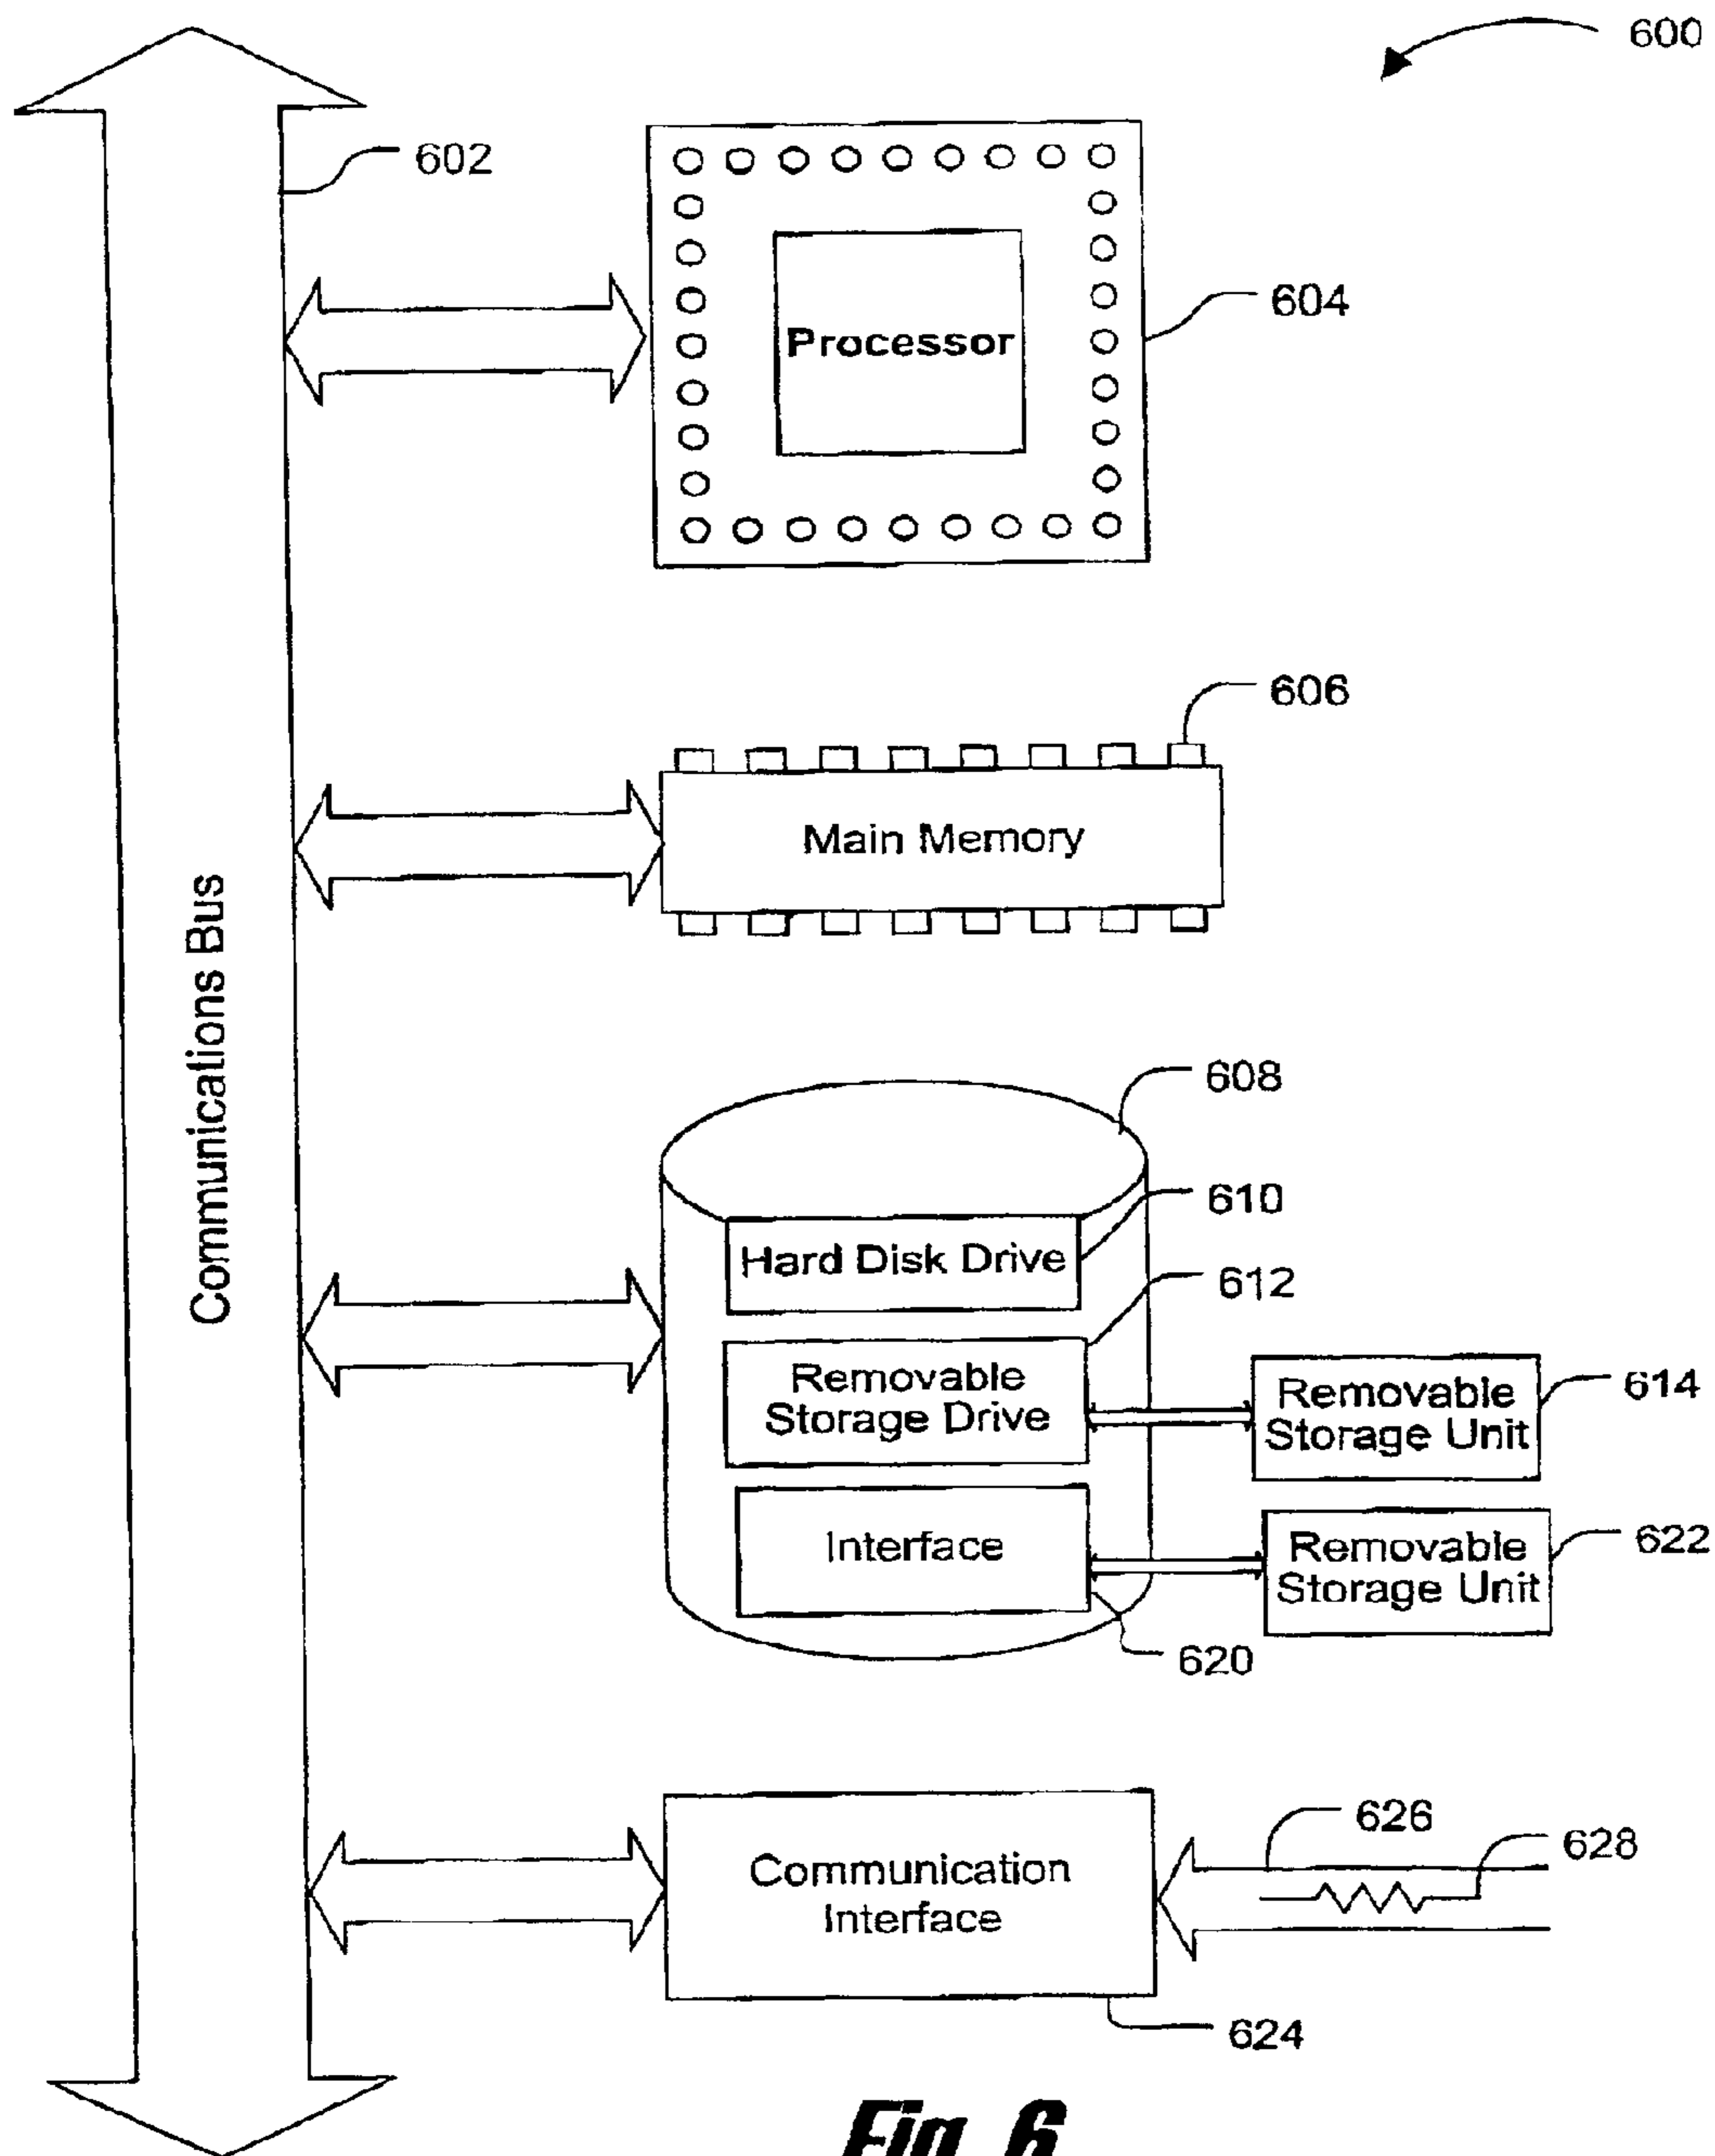 600
602
Processor
604
606
Main Memory
Communications Bus
608
610
Hard Disk Drive
612
Removable
Storage Drive
Removable
Storage Unit
614
Interface
Removable
Storage Unit
622
620
626
628
Communication
Interface
624
Fig. 6